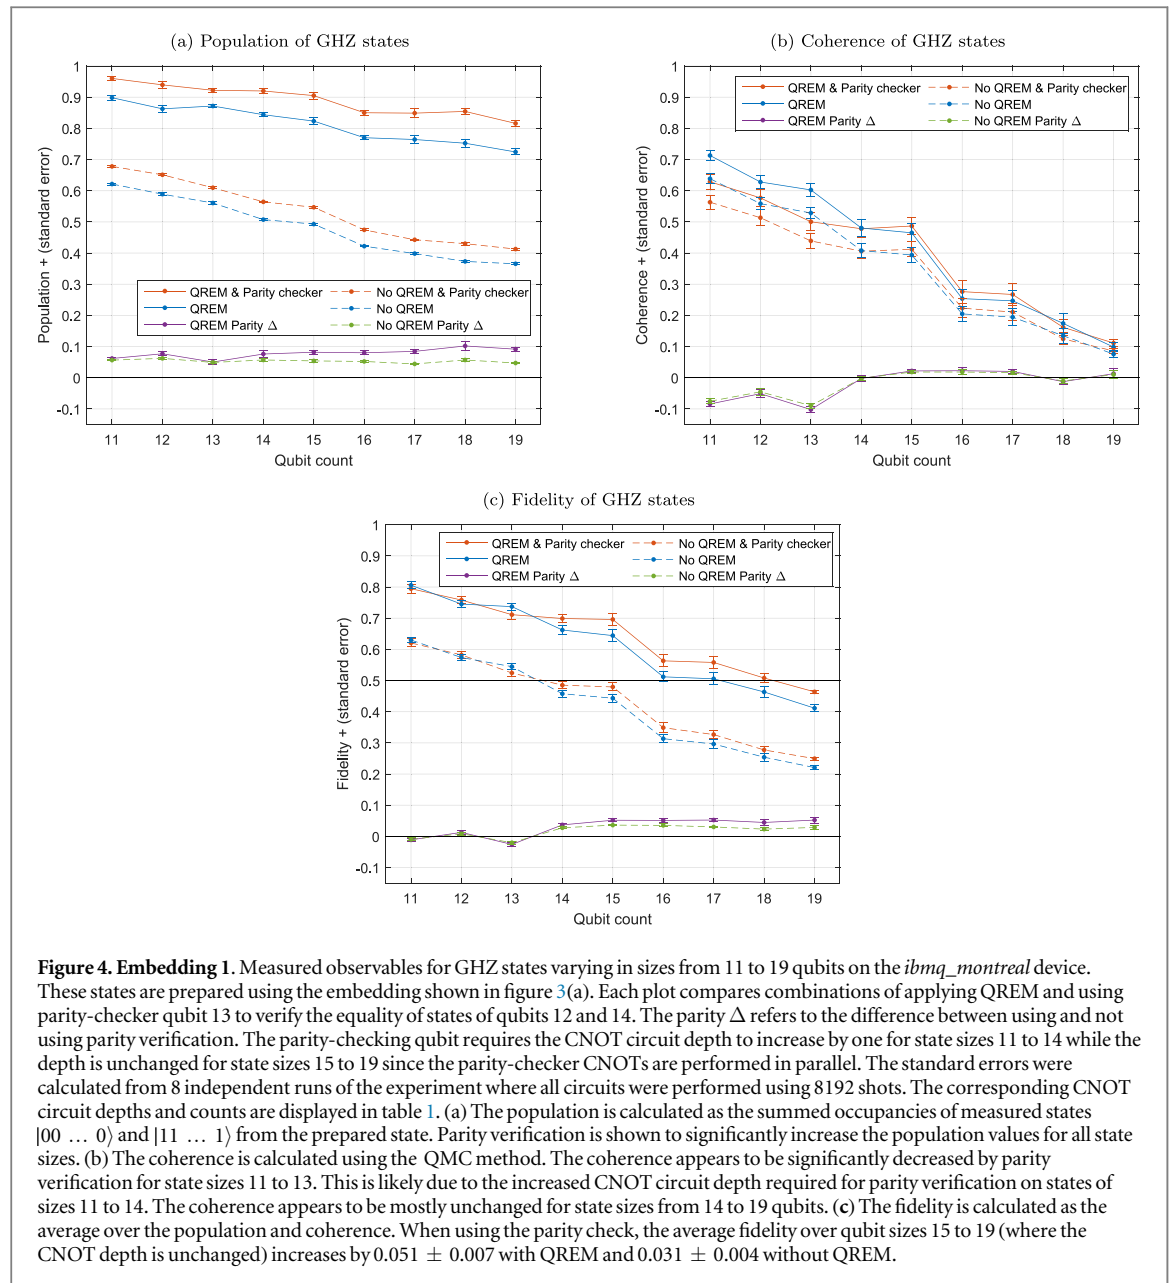 (a) Population of GHZ states
Population + (standard error)
1
0.9
0.8
0.7
0.6
0.5
0.4
0.3
0.2
0.1
0
-0.1
QREM & Parity checker
QREM
QREM Parity Δ
No QREM & Parity checker
No QREM
No QREM Parity Δ
11 12 13 14 15 16 17 18 19
Qubit count
(b) Coherence of GHZ states
Coherence + (standard error)
1
0.9
0.8
0.7
0.6
0.5
0.4
0.3
0.2
0.1
0
-0.1
QREM & Parity checker
QREM
QREM Parity Δ
No QREM & Parity checker
No QREM
No QREM Parity Δ
11 12 13 14 15 16 17 18 19
Qubit count
(c) Fidelity of GHZ states
Fidelity + (standard error)
1
0.9
0.8
0.7
0.6
0.5
0.4
0.3
0.2
0.1
0
-0.1
QREM & Parity checker
QREM
QREM Parity Δ
No QREM & Parity checker
No QREM
No QREM Parity Δ
11 12 13 14 15 16 17 18 19
Qubit count
Figure 4. Embedding 1. Measured observables for GHZ states varying in sizes from 11 to 19 qubits on the ibmq_montreal device.
These states are prepared using the embedding shown in figure 3(a). Each plot compares combinations of applying QREM and using
parity-checker qubit 13 to verify the equality of states of qubits 12 and 14. The parity Δ refers to the difference between using and not
using parity verification. The parity-checking qubit requires the CNOT circuit depth to increase by one for state sizes 11 to 14 while the
depth is unchanged for state sizes 15 to 19 since the parity-checker CNOTs are performed in parallel. The standard errors were
calculated from 8 independent runs of the experiment where all circuits were performed using 8192 shots. The corresponding CNOT
circuit depths and counts are displayed in table 1. (a) The population is calculated as the summed occupancies of measured states
|00 … 0⟩ and |11 … 1⟩ from the prepared state. Parity verification is shown to significantly increase the population values for all state
sizes. (b) The coherence is calculated using the QMC method. The coherence appears to be significantly decreased by parity
verification for state sizes 11 to 13. This is likely due to the increased CNOT circuit depth required for parity verification on states of
sizes 11 to 14. The coherence appears to be mostly unchanged for state sizes from 14 to 19 qubits. (c) The fidelity is calculated as the
average over the population and coherence. When using the parity check, the average fidelity over qubit sizes 15 to 19 (where the
CNOT depth is unchanged) increases by 0.051 ± 0.007 with QREM and 0.031 ± 0.004 without QREM.